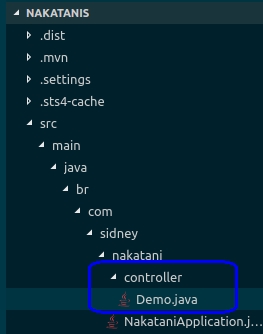 NAKATANIS
.dist
.mvn
.settings
.sts4-cache
src
main
java
br
com
sidney
nakatani
controller
Demo.java
NakataniApplication.j...